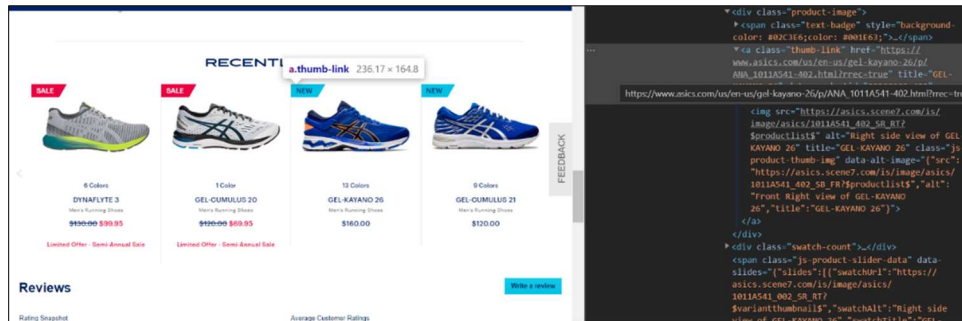 RECENTL
a.thumb-link 236.17 × 164.8
SALE
SALE
NEW
NEW
6 Colors
1 Color
13 Colors
9 Colors
DYNAFLYTE 3
GEL-CUMULUS 20
GEL-KAYANO 26
GEL-CUMULUS 21
Men's Running Shoes
Men's Running Shoes
Men's Running Shoes
Men's Running Shoes
$130.00 $99.95
$120.00 $69.95
$160.00
$120.00
Limited Offer - Semi Annual Sale
Limited Offer - Semi Annual Sale
FEEDBACK
Reviews
Write a review
Rating Snapshot
Average Customer Ratings
<div class="product-image">
<span class="text-badge" style="background-
color: #02C3E6;color: #001E63;">…</span>
<a class="thumb-link" href="https://
www.asics.com/us/en-us/gel-kayano-26/p/
ANA_1011A541-402.html?rrec=true" title="GEL-
https://www.asics.com/us/en-us/gel-kayano-26/p/ANA_1011A541-402.html?rrec=tru
<img src="https://asics.scene7.com/is/
image/asics/1011A541_402_SR_RT?
$productlist$" alt="Right side view of GEL
KAYANO 26" title="GEL-KAYANO 26" class="js
product-thumb-img" data-alt-image="{"src":
"https://asics.scene7.com/is/image/asics/
1011A541_402_SB_FR?$productlist$","alt":
"Front Right view of GEL-KAYANO
26","title":"GEL-KAYANO 26"}">
</a>
</div>
<div class="swatch-count">…</div>
<span class="js-product-slider-data" data-
slides="{"slides":[{"swatchUrl":"https://
asics.scene7.com/is/image/asics/
1011A541_002_SR_RT?
$variantthumbnail$","swatchAlt":"Right side
view of GEL-KAYANO 26","swatchTitle":"GEL-